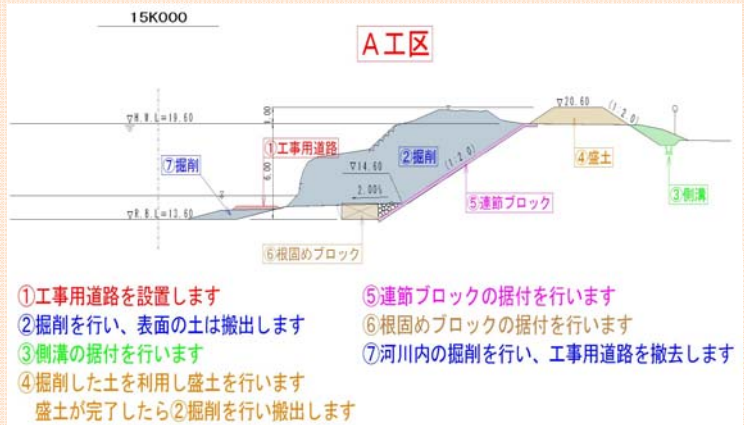 15K000
A工区
▽H.W.L=19.60
1.00
▽20.60
(1:2.0)
①工事用道路
②掘削
④盛土
⑦掘削
6.00
▽14.60
(1:2.0)
③側溝
2.00%
⑤連節ブロック
▽R.B.L=13.60
⑥根固めブロック
①工事用道路を設置します
②掘削を行い、表面の土は搬出します
③側溝の据付を行います
④掘削した土を利用し盛土を行います
盛土が完了したら②掘削を行い搬出します
⑤連節ブロックの据付を行います
⑥根固めブロックの据付を行います
⑦河川内の掘削を行い、工事用道路を撤去します